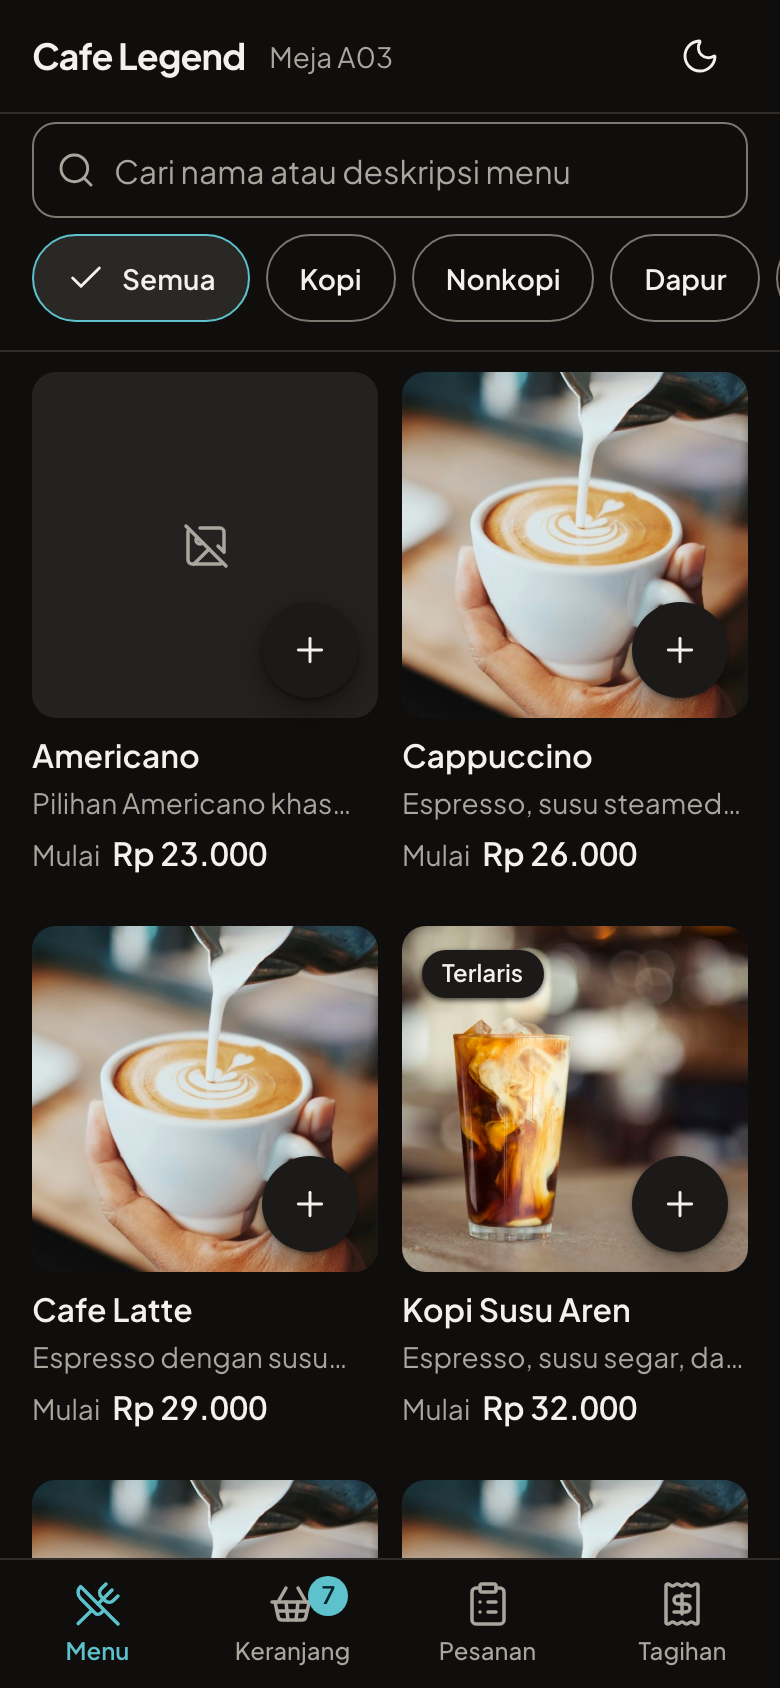 Cafe Legend Meja A03
Cari nama atau deskripsi menu
Semua Kopi Nonkopi Dapur
Americano
Pilihan Americano khas...
Mulai Rp 23.000
Cappuccino
Espresso, susu steamed...
Mulai Rp 26.000
Cafe Latte
Espresso dengan susu...
Mulai Rp 29.000
Terlaris
Kopi Susu Aren
Espresso, susu segar, da...
Mulai Rp 32.000
7
Menu Keranjang Pesanan Tagihan